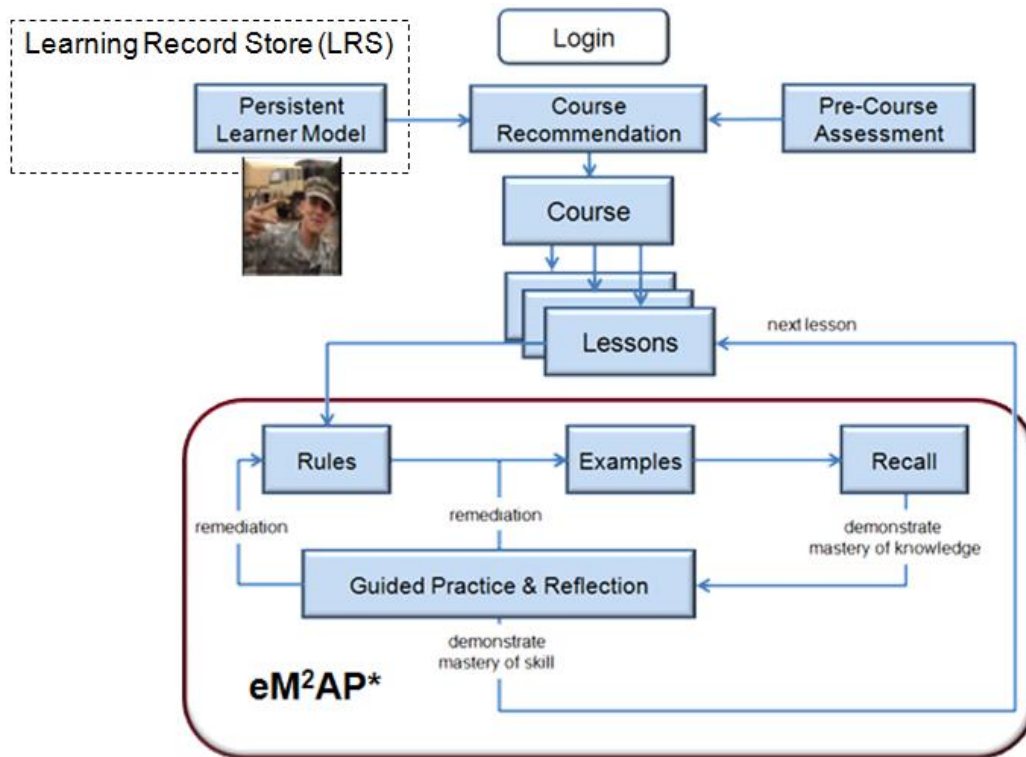 Learning Record Store (LRS)
Login
Persistent
Learner Model
Course
Recommendation
Pre-Course
Assessment
Course
Lessons
next lesson
Rules
Examples
Recall
remediation
remediation
demonstrate
mastery of knowledge
Guided Practice & Reflection
demonstrate
mastery of skill
eM²AP*